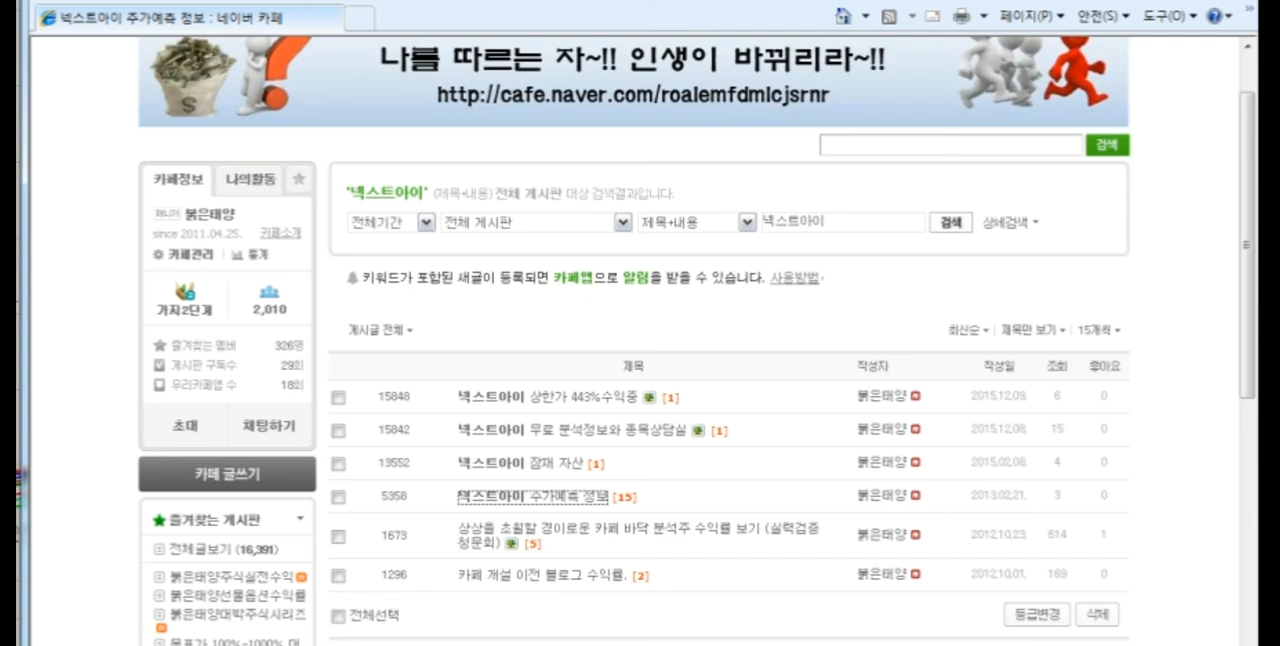 넥스트아이 주가예측 정보 : 네이버 카페
페이지(P) 안전(S) 도구(O)
나를 따르는 자~!! 인생이 바뀌리라~!!
http://cafe.naver.com/roalemfdmlcjsrnr
검색
카페정보 나의활동
매니저 붉은태양
since 2011.04.25. 카페소개
카페관리 통계
가지2단계 2,010
즐겨찾는 멤버 326명
게시판 구독수 29회
우리카페앱 수 18회
초대 채팅하기
카페 글쓰기
즐겨찾는 게시판
전체글보기 (16,391)
붉은태양주식실전수익
붉은태양선물옵션수익률
붉은태양대박주식시리즈
목표가 100%~1000% 대
'넥스트아이' (제목+내용) 전체 게시판 대상 검색결과입니다.
전체기간 전체 게시판 제목+내용 넥스트아이 검색 상세검색
키워드가 포함된 새글이 등록되면 카페앱으로 알림을 받을 수 있습니다. 사용방법
게시글 전체 최신순 제목만 보기 15개씩
제목 작성자 작성일 조회 좋아요
15848 넥스트아이 상한가 443%수익중 [1] 붉은태양 2015.12.09. 6 0
15842 넥스트아이 무료 분석정보와 종목상담실 [1] 붉은태양 2015.12.08. 15 0
13552 넥스트아이 잠재 자산 [1] 붉은태양 2015.02.08. 4 0
5358 넥스트아이 주가예측 정보 [15] 붉은태양 2013.02.21. 3 0
1673 상상을 초월할 경이로운 카페 바닥 분석주 수익률 보기 (실력검증 붉은태양 2012.10.23. 614 1
청문회) [5]
1296 카페 개설 이전 블로그 수익률. [2] 붉은태양 2012.10.01. 169 0
전체선택 등급변경 삭제